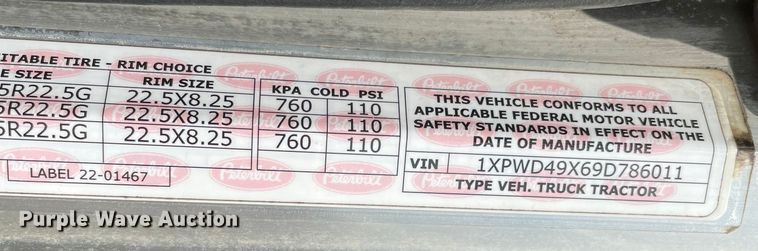 ITABLE TIRE - RIM CHOICE
E SIZE RIM SIZE KPA COLD PSI
5R22.5G 22.5X8.25 760 110
5R22.5G 22.5X8.25 760 110
5R22.5G 22.5X8.25 760 110
LABEL 22-01467
THIS VEHICLE CONFORMS TO ALL
APPLICABLE FEDERAL MOTOR VEHICLE
SAFETY STANDARDS IN EFFECT ON THE
DATE OF MANUFACTURE
VIN 1XPWD49X69D786011
TYPE VEH. TRUCK TRACTOR
Peterbilt
Purple Wave Auction